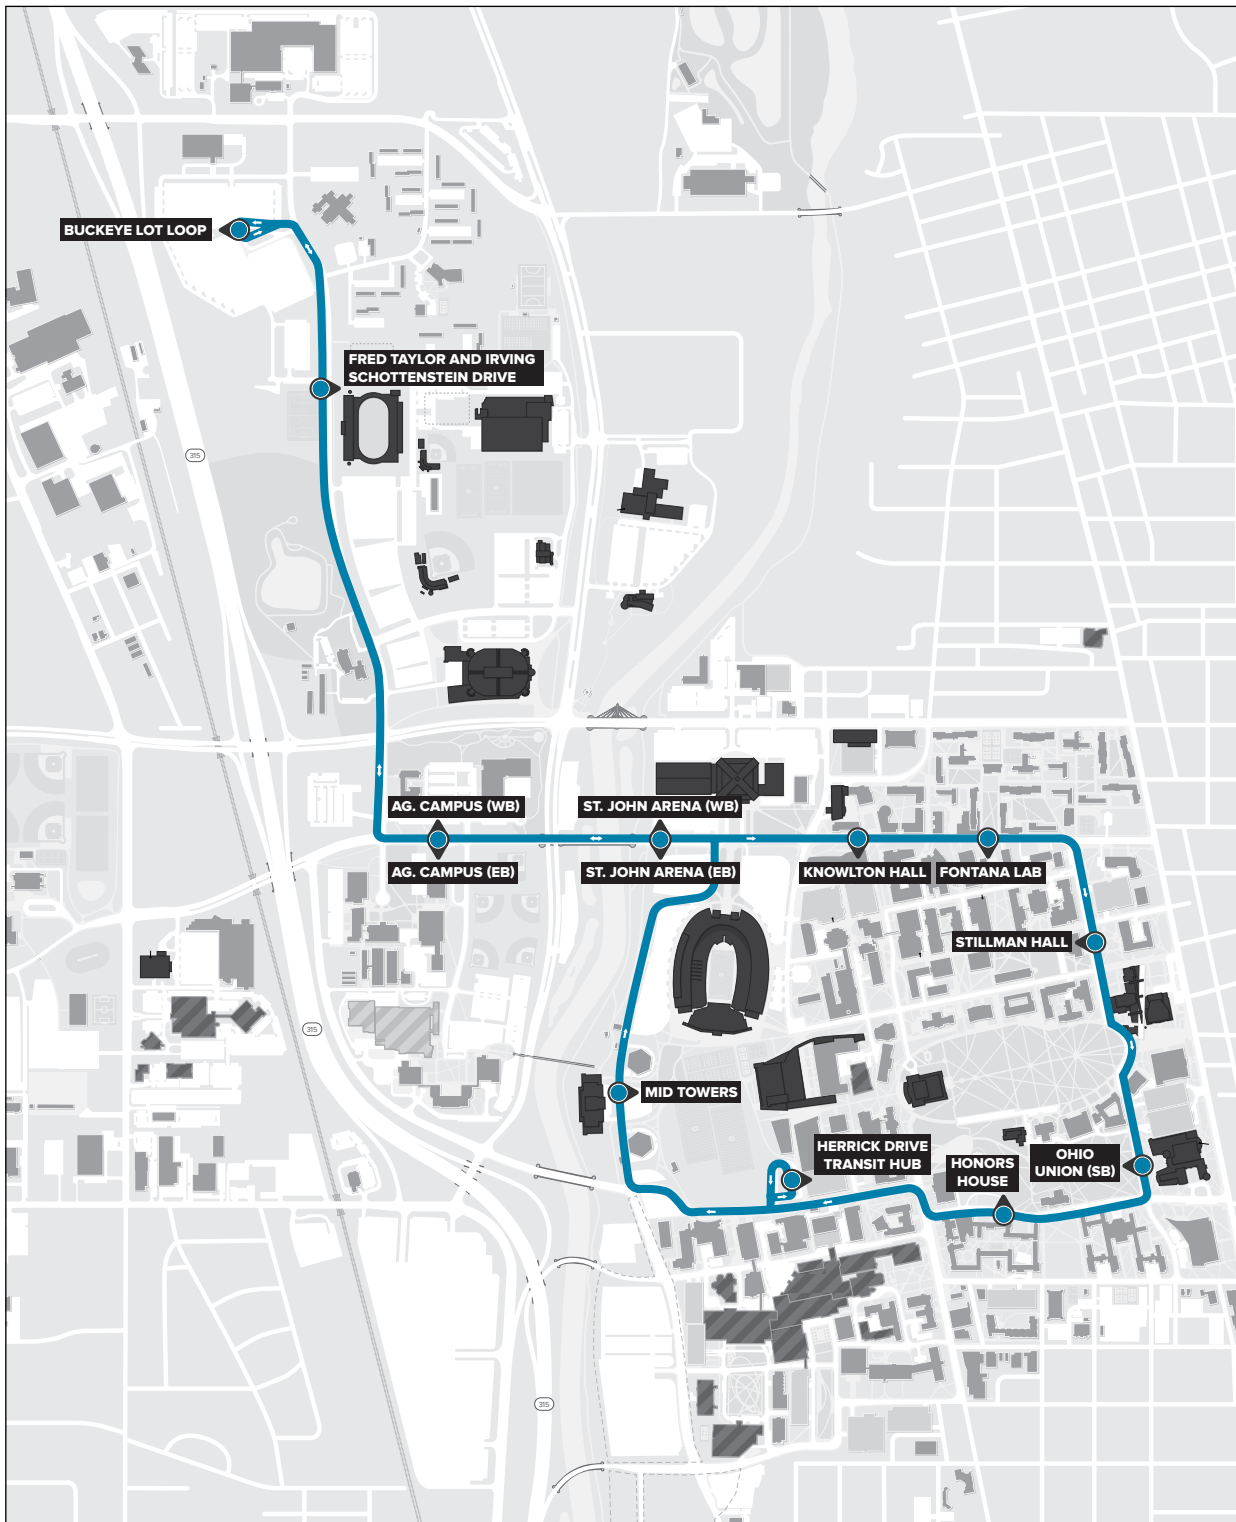 BUCKEYE LOT LOOP
FRED TAYLOR AND IRVING
SCHOTTENSTEIN DRIVE
315
AG. CAMPUS (WB)
ST. JOHN ARENA (WB)
AG. CAMPUS (EB)
ST. JOHN ARENA (EB)
KNOWLTON HALL
FONTANA LAB
STILLMAN HALL
315
MID TOWERS
HERRICK DRIVE
TRANSIT HUB
HONORS
HOUSE
OHIO
UNION (SB)
315